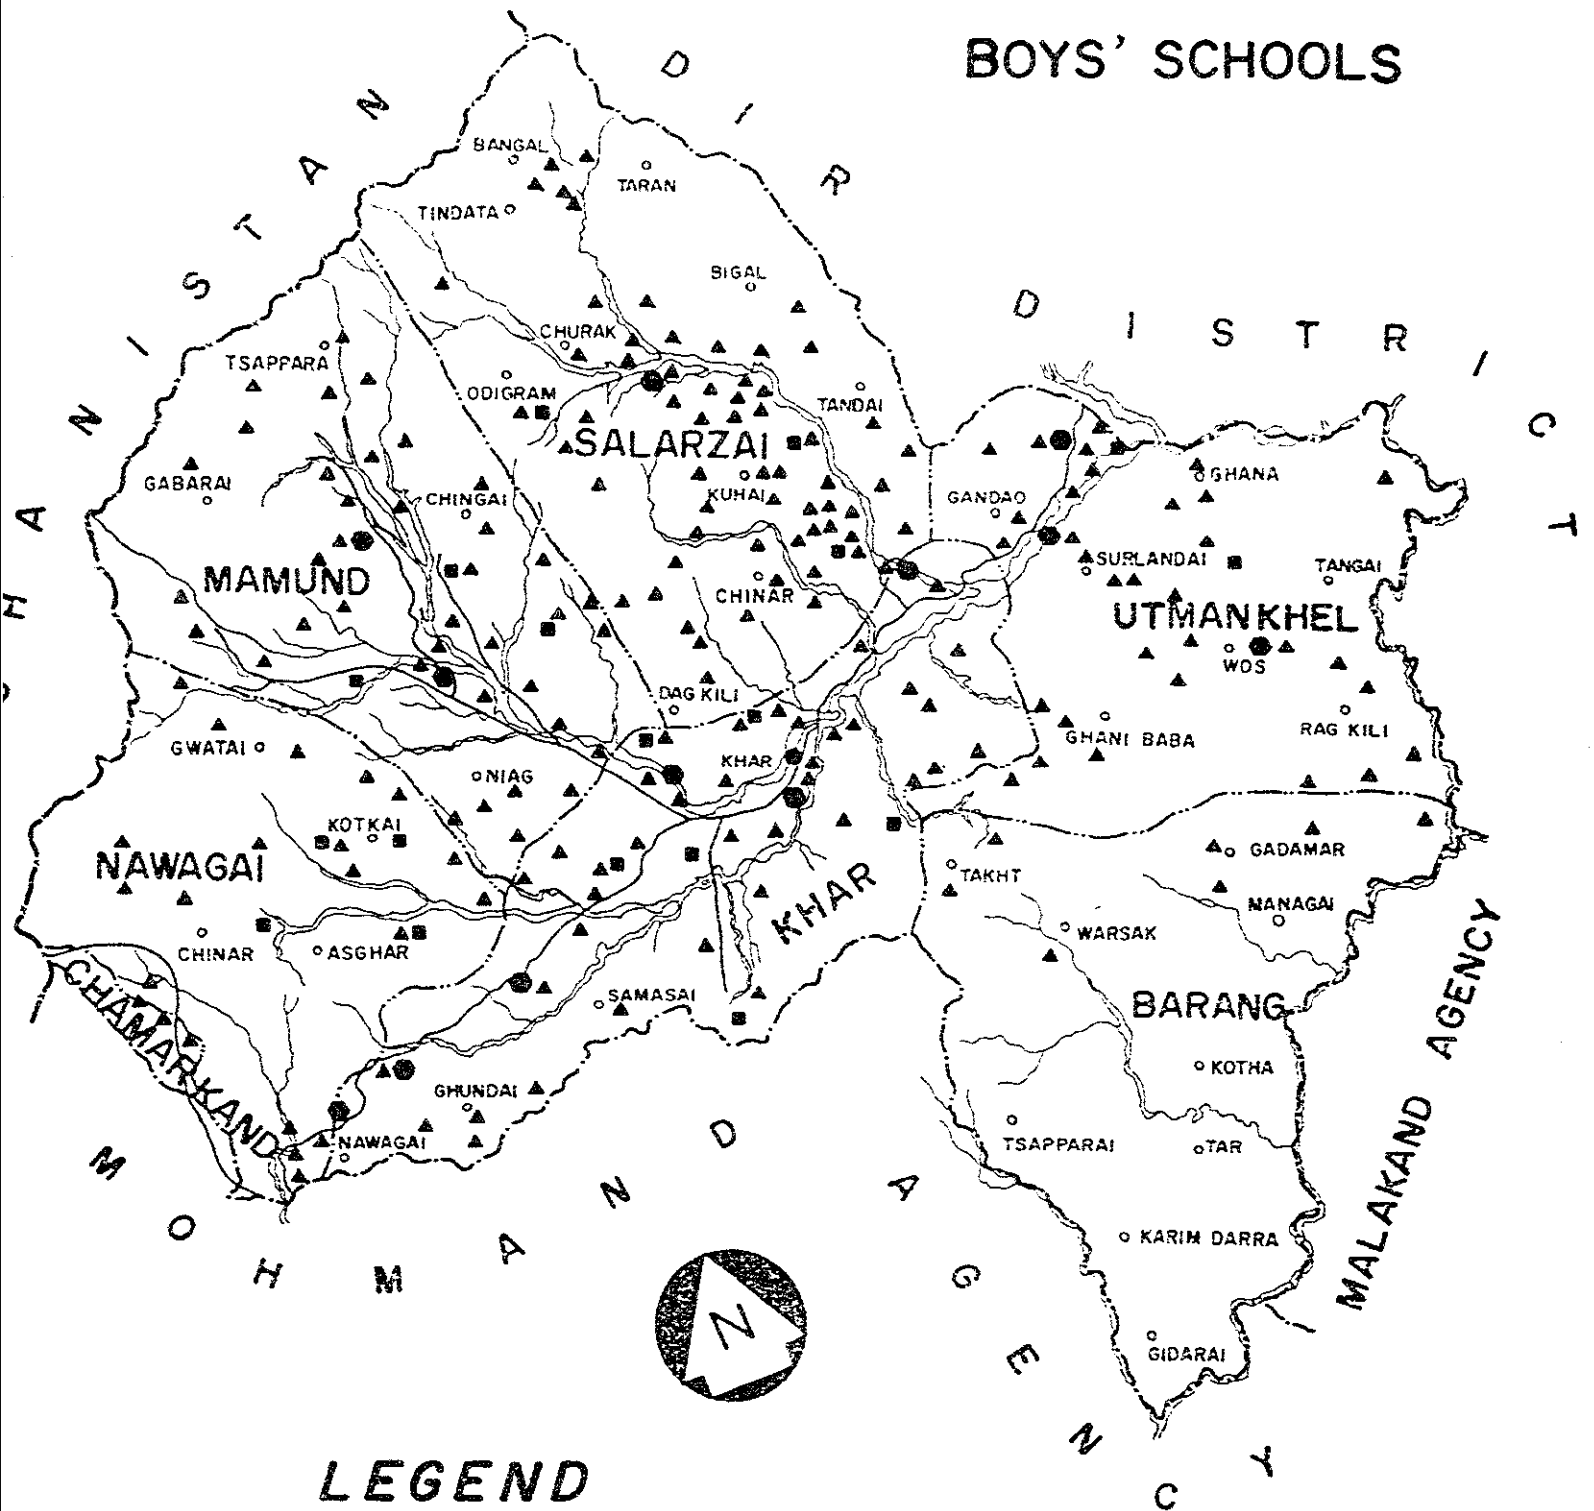 BOYS' SCHOOLS
DIR DISTRICT
HANISTAN
BANGAL
TARAN
TINDATA
BIGAL
CHURAK
TSAPPARA
ODIGRAM
TANDAI
SALARZAI
GABARAI
CHINGAI
KUHAI
GANDAO
GHANA
SURLANDAI
TANGAI
MAMUND
CHINAR
UTMANKHEL
WOS
DAG KILI
GHANI BABA
RAG KILI
GWATAI
NIAG
KHAR
KOTKAI
NAWAGAI
GADAMAR
TAKHT
KHAR
MANAGAI
WARSAK
CHINAR
ASGHAR
SAMASAI
BARANG
CHAMARKAND
KOTHA
GHUNDAI
NAWAGAI
TSAPPARAI
TAR
KARIM DARRA
GIDARAI
MALAKAND AGENCY
MOHMAND AGENCY
N
LEGEND